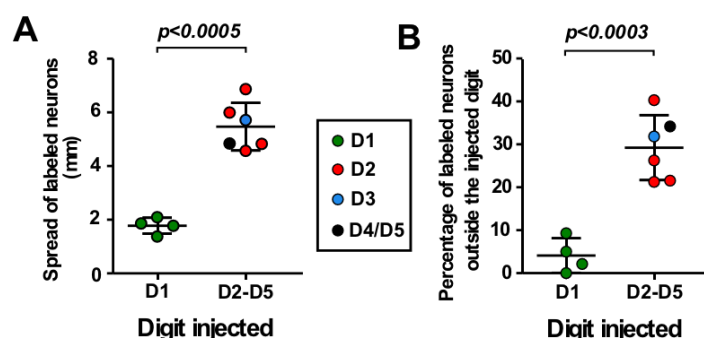 A
p<0.0005
Spread of labeled neurons
(mm)
8
6
4
2
0
D1
D2-D5
Digit injected
D1
D2
D3
D4/D5
B
p<0.0003
Percentage of labeled neurons
outside the injected digit
50
40
30
20
10
0
D1
D2-D5
Digit injected